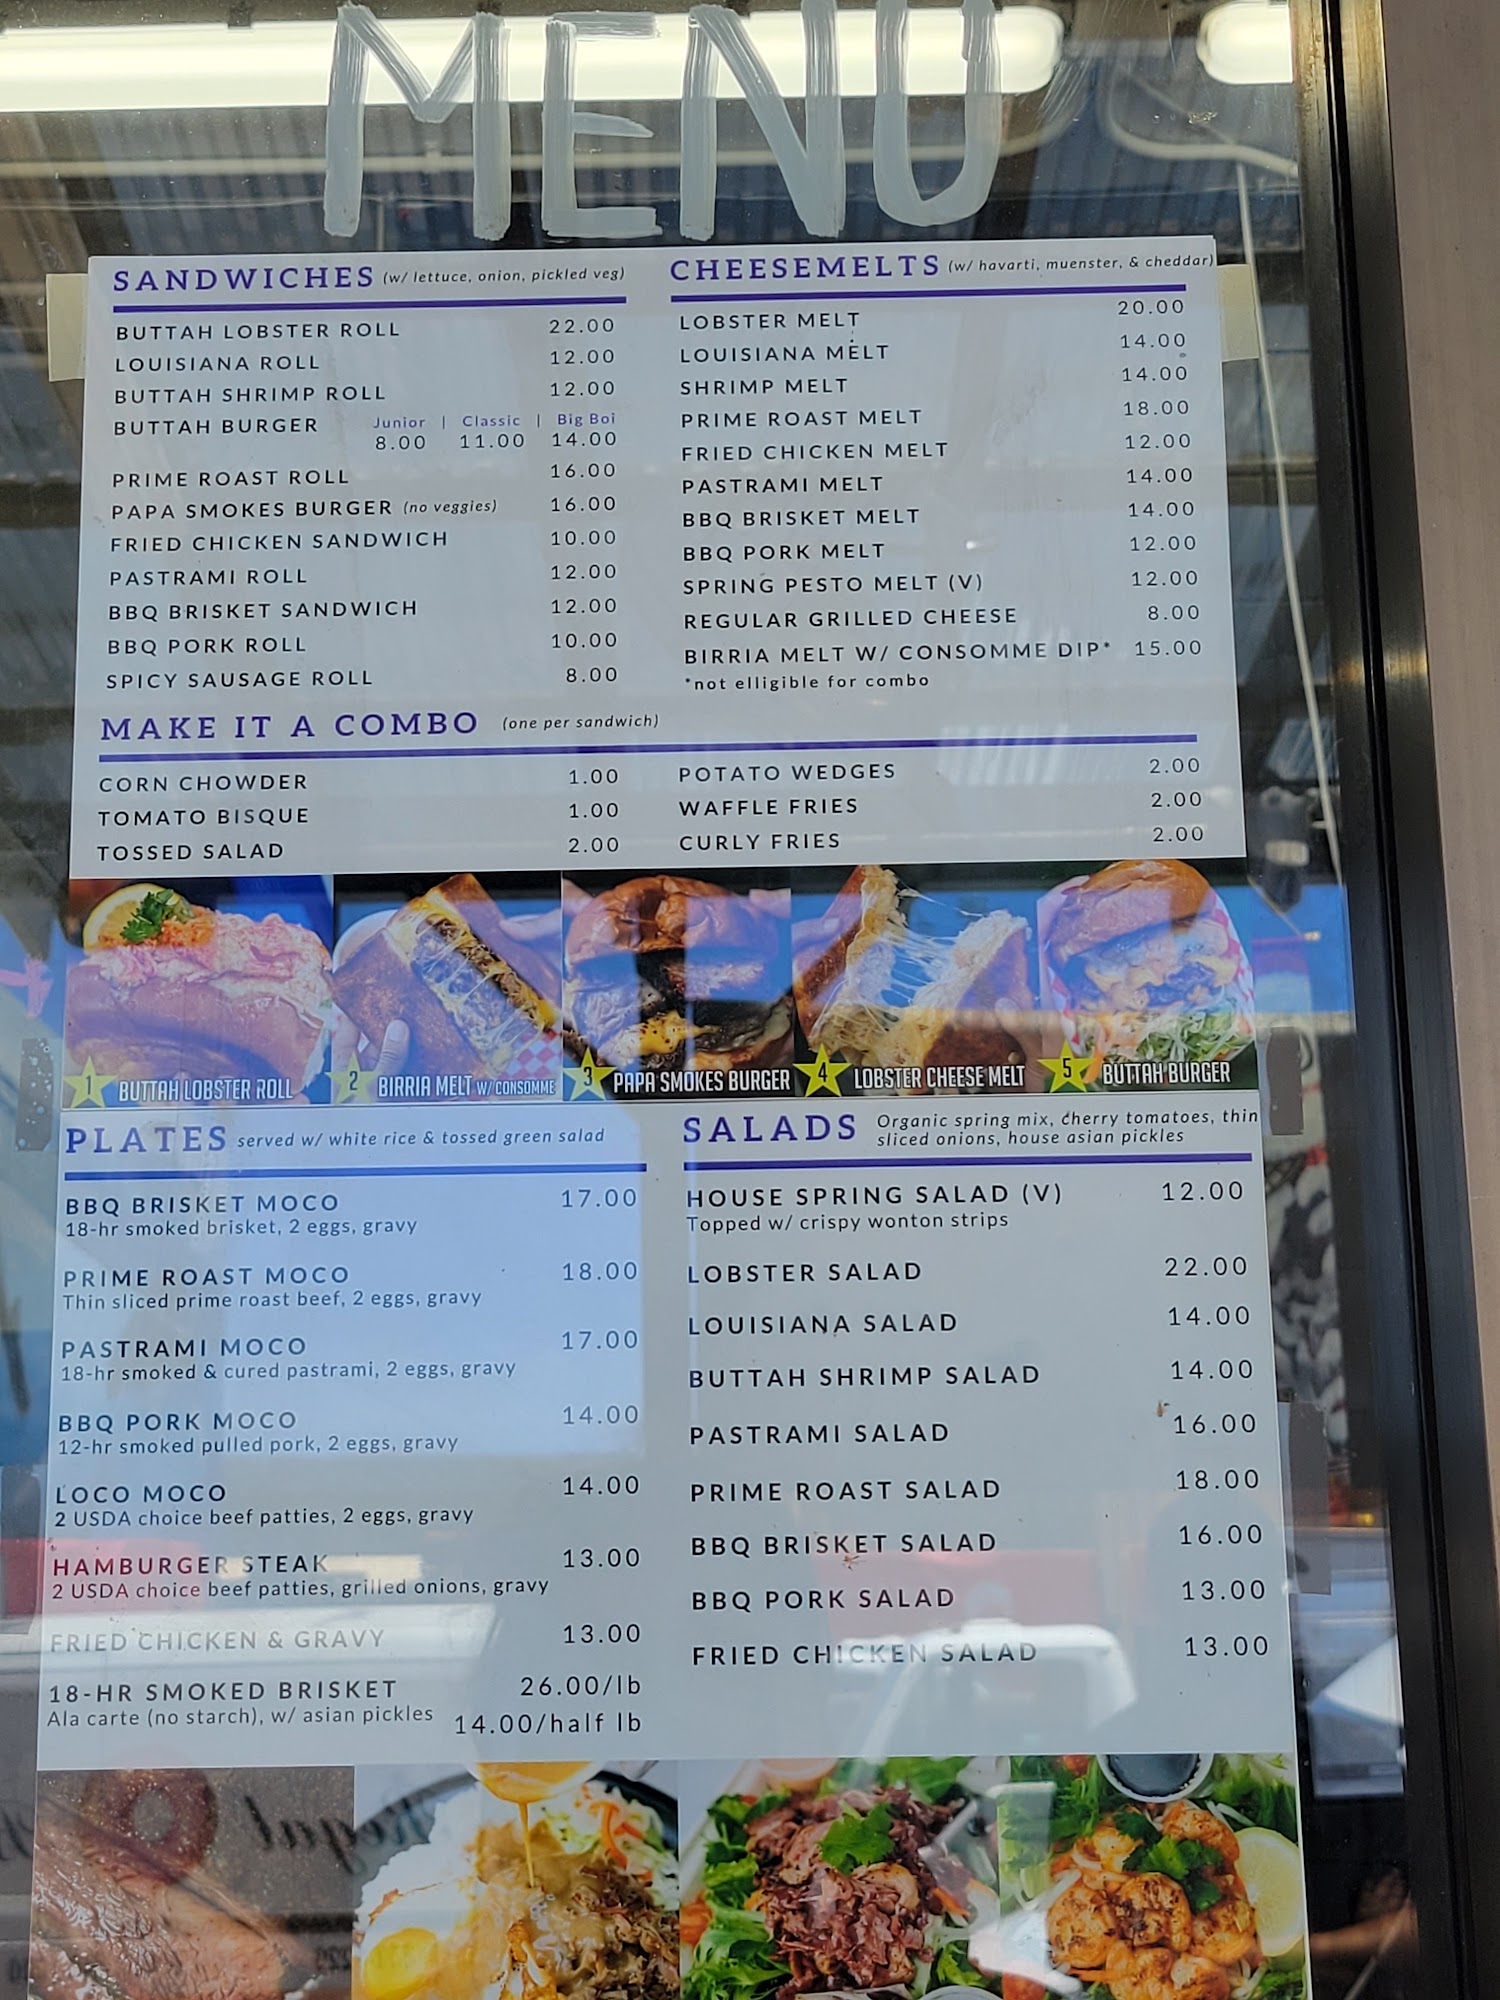 MENU
SANDWICHES (w/ lettuce, onion, pickled veg)
BUTTAH LOBSTER ROLL 22.00
LOUISIANA ROLL 12.00
BUTTAH SHRIMP ROLL 12.00
BUTTAH BURGER Junior | Classic | Big Boi
8.00 11.00 14.00
PRIME ROAST ROLL 16.00
PAPA SMOKES BURGER (no veggies) 16.00
FRIED CHICKEN SANDWICH 10.00
PASTRAMI ROLL 12.00
BBQ BRISKET SANDWICH 12.00
BBQ PORK ROLL 10.00
SPICY SAUSAGE ROLL 8.00
CHEESEMELTS (w/ havarti, muenster, & cheddar)
LOBSTER MELT 20.00
LOUISIANA MELT 14.00
SHRIMP MELT 14.00
PRIME ROAST MELT 18.00
FRIED CHICKEN MELT 12.00
PASTRAMI MELT 14.00
BBQ BRISKET MELT 14.00
BBQ PORK MELT 12.00
SPRING PESTO MELT (V) 12.00
REGULAR GRILLED CHEESE 8.00
BIRRIA MELT W/ CONSOMME DIP* 15.00
*not elligible for combo
MAKE IT A COMBO (one per sandwich)
CORN CHOWDER 1.00
TOMATO BISQUE 1.00
TOSSED SALAD 2.00
POTATO WEDGES 2.00
WAFFLE FRIES 2.00
CURLY FRIES 2.00
1 BUTTAH LOBSTER ROLL
2 BIRRIA MELT W/ CONSOMME
3 PAPA SMOKES BURGER
4 LOBSTER CHEESE MELT
5 BUTTAH BURGER
PLATES served w/ white rice & tossed green salad
BBQ BRISKET MOCO 17.00
18-hr smoked brisket, 2 eggs, gravy
PRIME ROAST MOCO 18.00
Thin sliced prime roast beef, 2 eggs, gravy
PASTRAMI MOCO 17.00
18-hr smoked & cured pastrami, 2 eggs, gravy
BBQ PORK MOCO 14.00
12-hr smoked pulled pork, 2 eggs, gravy
LOCO MOCO 14.00
2 USDA choice beef patties, 2 eggs, gravy
HAMBURGER STEAK 13.00
2 USDA choice beef patties, grilled onions, gravy
FRIED CHICKEN & GRAVY 13.00
18-HR SMOKED BRISKET 26.00/lb
Ala carte (no starch), w/ asian pickles 14.00/half lb
SALADS Organic spring mix, cherry tomatoes, thin
sliced onions, house asian pickles
HOUSE SPRING SALAD (V) 12.00
Topped w/ crispy wonton strips
LOBSTER SALAD 22.00
LOUISIANA SALAD 14.00
BUTTAH SHRIMP SALAD 14.00
PASTRAMI SALAD 16.00
PRIME ROAST SALAD 18.00
BBQ BRISKET SALAD 16.00
BBQ PORK SALAD 13.00
FRIED CHICKEN SALAD 13.00